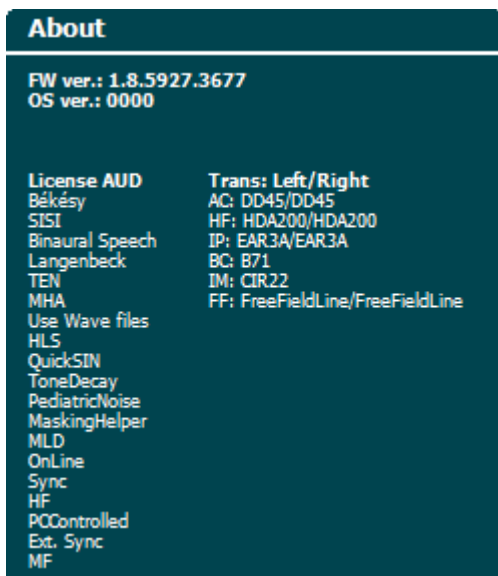 About
FW ver.: 1.8.5927.3677
OS ver.: 0000
License AUD
Békésy
SISI
Binaural Speech
Langenbeck
TEN
MHA
Use Wave files
HLS
QuickSIN
ToneDecay
PediatricNoise
MaskingHelper
MLD
OnLine
Sync
HF
PCControlled
Ext. Sync
MF
Trans: Left/Right
AC: DD45/DD45
HF: HDA200/HDA200
IP: EAR3A/EAR3A
BC: B71
IM: CIR22
FF: FreeFieldLine/FreeFieldLine